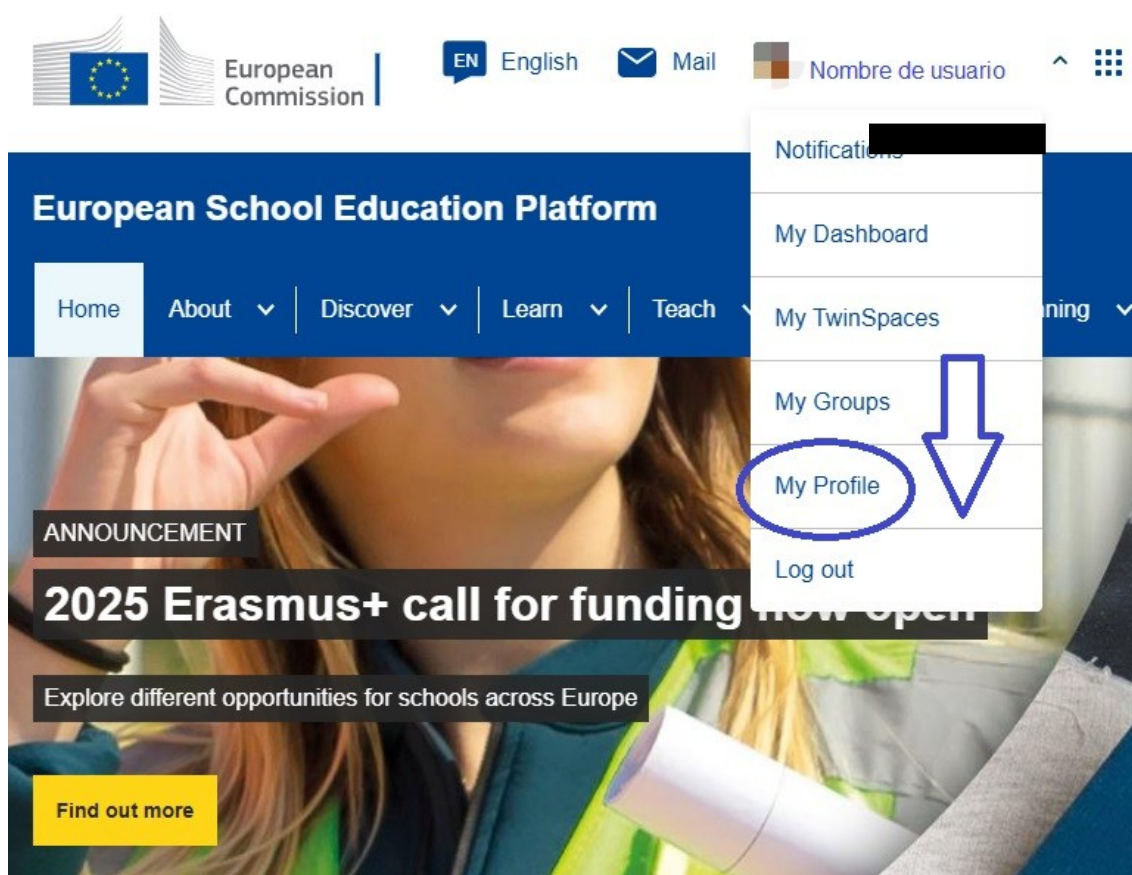 European
Commission
EN English
Mail
Nombre de usuario
Notifications
My Dashboard
My TwinSpaces
My Groups
My Profile
Log out
European School Education Platform
Home
About
Discover
Learn
Teach
ANNOUNCEMENT
2025 Erasmus+ call for funding now open
Explore different opportunities for schools across Europe
Find out more